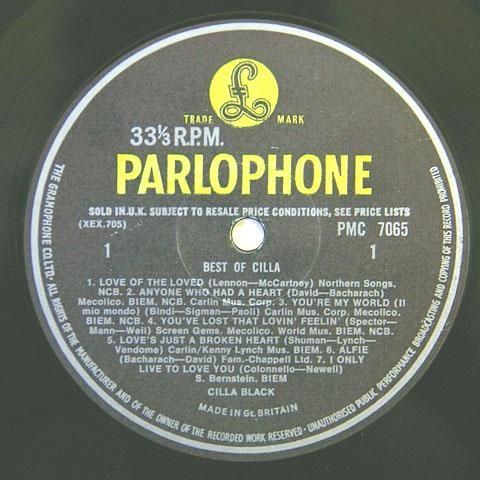 £
TRADE MARK
33⅓ R.P.M.
PARLOPHONE
SOLD IN U.K. SUBJECT TO RESALE PRICE CONDITIONS, SEE PRICE LISTS
(XEX.705)
PMC 7065
1
1
BEST OF CILLA
1. LOVE OF THE LOVED (Lennon—McCartney) Northern Songs.
NCB. 2. ANYONE WHO HAD A HEART (David—Bacharach)
Mecolico. BIEM. NCB. Carlin Mus. Corp. 3. YOU'RE MY WORLD (Il
mio mondo) (Bindi—Sigman—Paoli) Carlin Mus. Corp. Mecolico.
BIEM. NCB. 4. YOU'VE LOST THAT LOVIN' FEELIN' (Spector—
Mann—Weil) Screen Gems. Mecolico. World Mus. BIEM. NCB.
5. LOVE'S JUST A BROKEN HEART (Shuman—Lynch—
Vendome) Carlin/Kenny Lynch Mus. BIEM. 6. ALFIE
(Bacharach—David) Fam.-Chappell Ltd. 7. I ONLY
LIVE TO LOVE YOU (Colonnello—Newell)
S. Bernstein. BIEM
CILLA BLACK
MADE IN Gt. BRITAIN
THE GRAMOPHONE CO. LTD. ALL RIGHTS OF THE MANUFACTURER AND OF THE OWNER OF THE RECORDED WORK RESERVED · UNAUTHORISED PUBLIC PERFORMANCE BROADCASTING AND COPYING OF THIS RECORD PROHIBITED